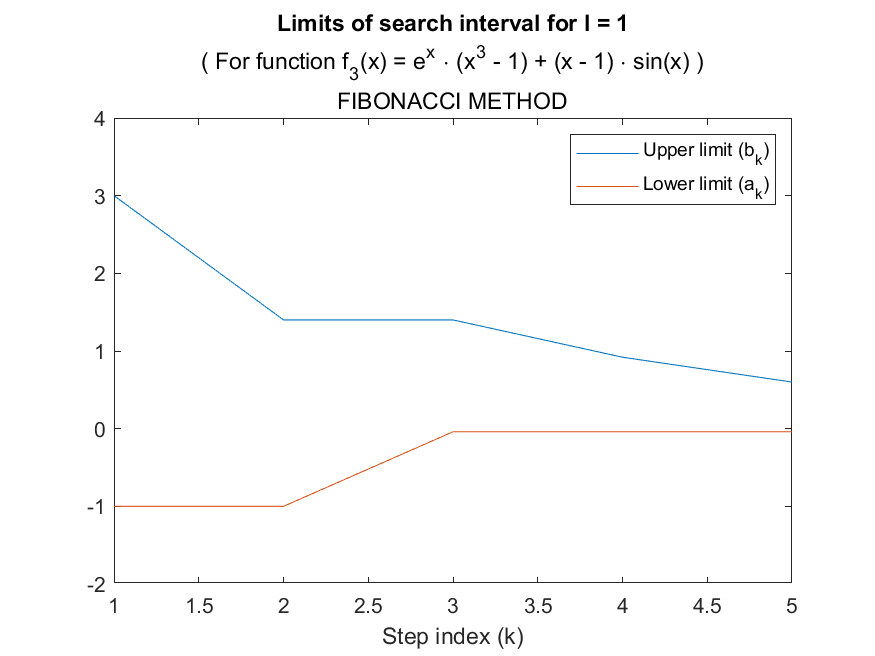 Limits of search interval for l = 1
( For function f₃(x) = eˣ · (x³ - 1) + (x - 1) · sin(x) )
FIBONACCI METHOD
Upper limit (bₖ)
Lower limit (aₖ)
4
3
2
1
0
-1
-2
1 1.5 2 2.5 3 3.5 4 4.5 5
Step index (k)